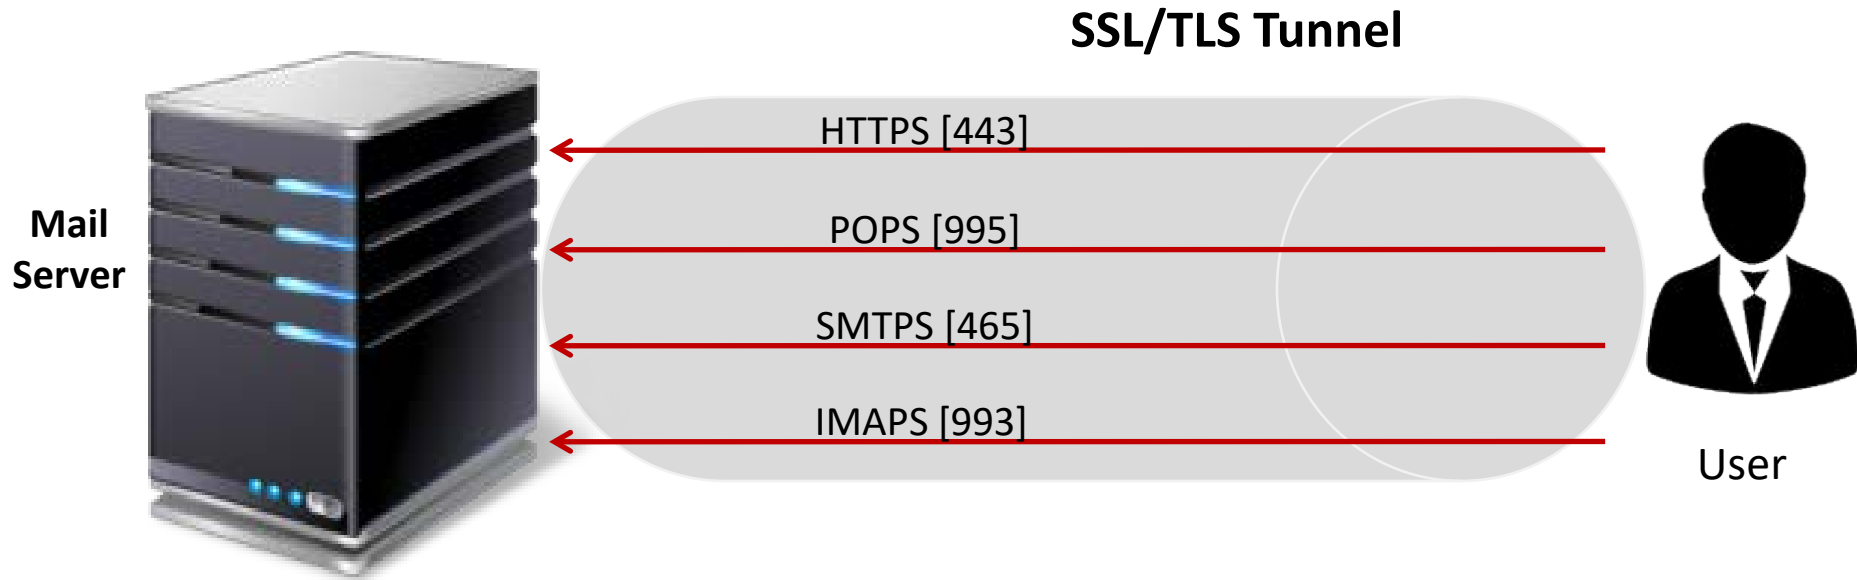 SSL/TLS Tunnel
HTTPS [443]
POPS [995]
Mail
Server
SMTPS [465]
IMAPS [993]
User